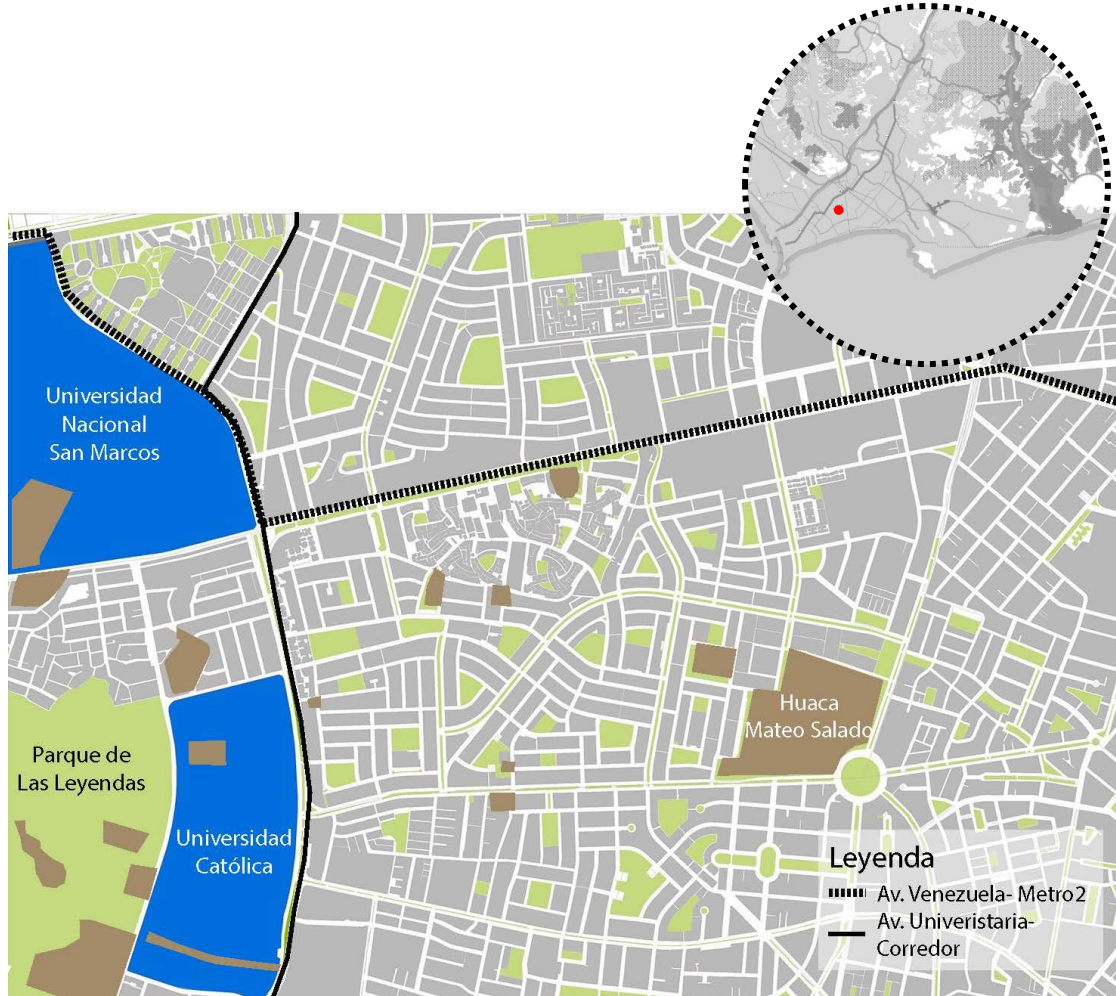 Universidad
Nacional
San Marcos
Huaca
Mateo Salado
Parque de
Las Leyendas
Universidad
Católica
Leyenda
Av. Venezuela- Metro2
Av. Univeristaria-
Corredor